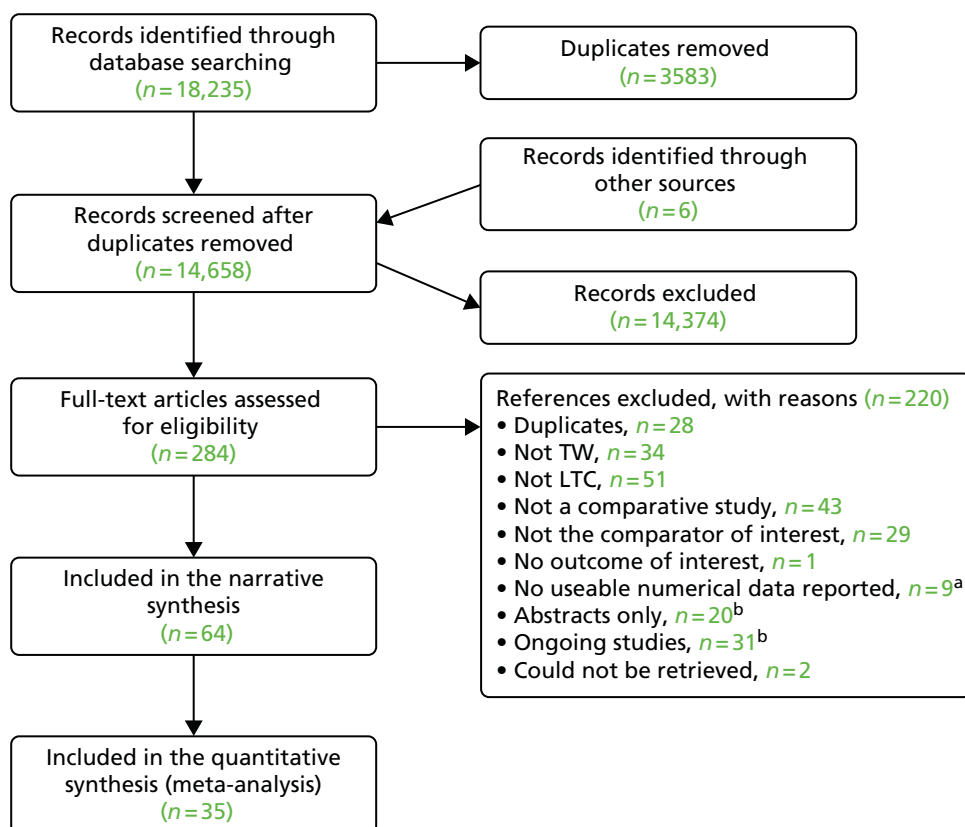 Records identified through
database searching
(n=18,235)
Duplicates removed
(n=3583)
Records identified through
other sources
(n=6)
Records screened after
duplicates removed
(n=14,658)
Records excluded
(n=14,374)
Full-text articles assessed
for eligibility
(n=284)
References excluded, with reasons (n=220)
• Duplicates, n=28
• Not TW, n=34
• Not LTC, n=51
• Not a comparative study, n=43
• Not the comparator of interest, n=29
• No outcome of interest, n=1
• No useable numerical data reported, n=9a
• Abstracts only, n=20b
• Ongoing studies, n=31b
• Could not be retrieved, n=2
Included in the narrative
synthesis
(n=64)
Included in the quantitative
synthesis (meta-analysis)
(n=35)